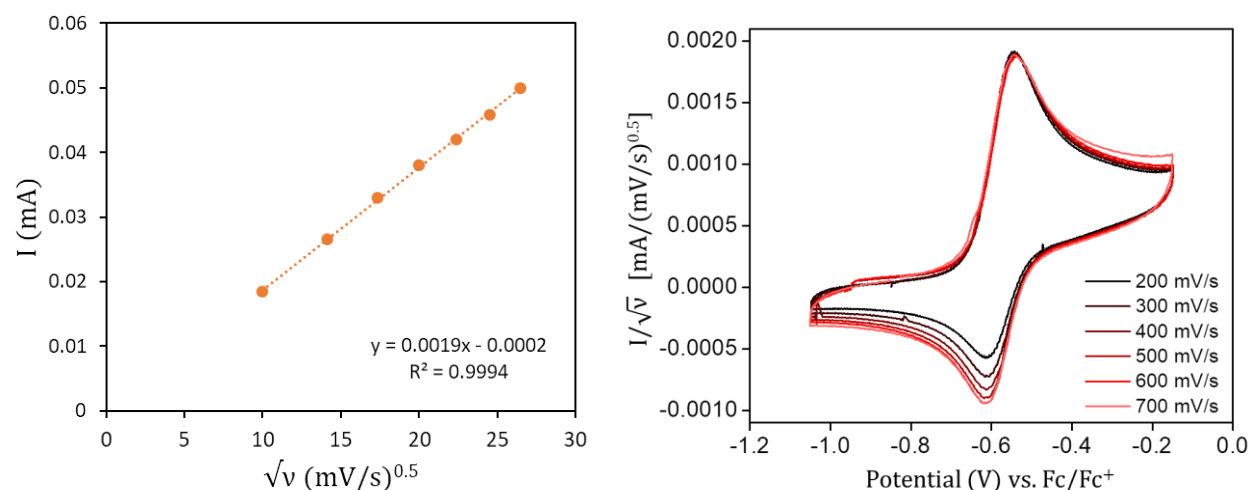 0.06
0.05
0.04
0.03
0.02
0.01
0
I (mA)
y = 0.0019x - 0.0002
R² = 0.9994
0 5 10 15 20 25 30
√ν (mV/s)^0.5
0.0020
0.0015
0.0010
0.0005
0.0000
-0.0005
-0.0010
I/√ν [mA/(mV/s)^0.5]
200 mV/s
300 mV/s
400 mV/s
500 mV/s
600 mV/s
700 mV/s
-1.2 -1.0 -0.8 -0.6 -0.4 -0.2 0.0
Potential (V) vs. Fc/Fc⁺